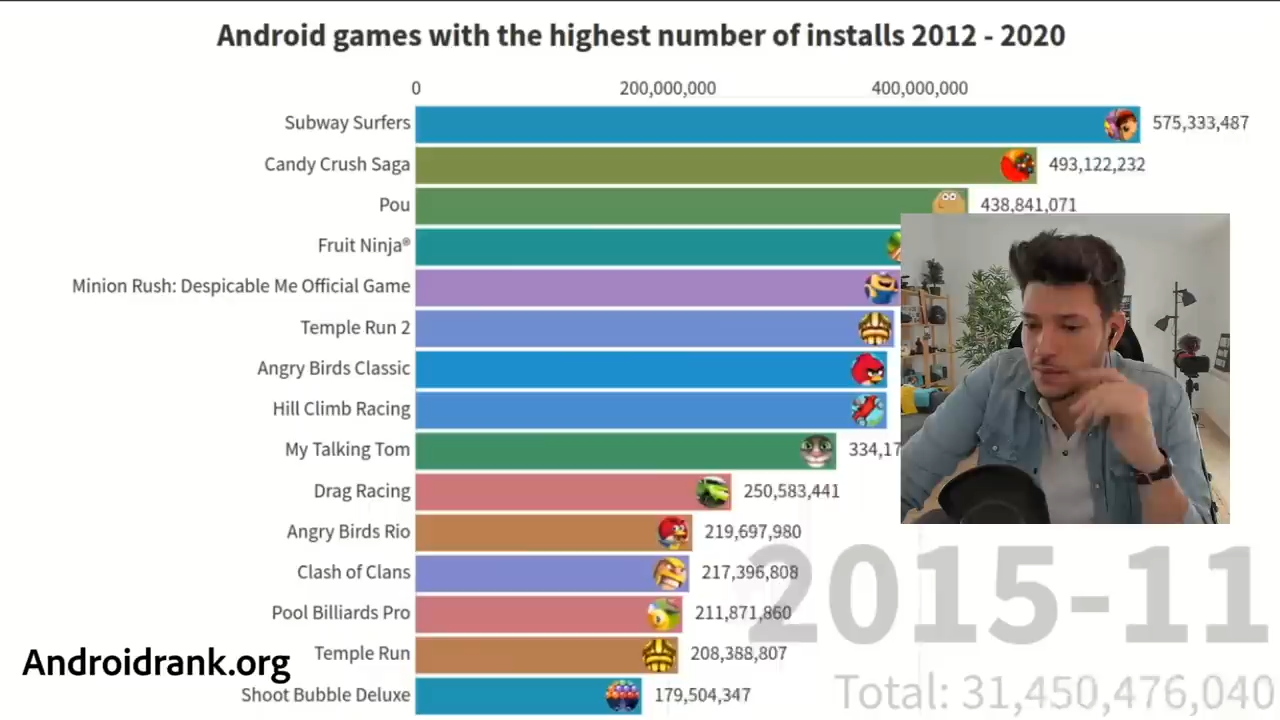 Android games with the highest number of installs 2012 - 2020
0 200,000,000 400,000,000
Subway Surfers 575,333,487
Candy Crush Saga 493,122,232
Pou 438,841,071
Fruit Ninja®
Minion Rush: Despicable Me Official Game
Temple Run 2
Angry Birds Classic
Hill Climb Racing
My Talking Tom 334,17
Drag Racing 250,583,441
Angry Birds Rio 219,697,980
Clash of Clans 217,396,808
Pool Billiards Pro 211,871,860
Temple Run 208,388,807
Shoot Bubble Deluxe 179,504,347
2015-11
Androidrank.org
Total: 31,450,476,040